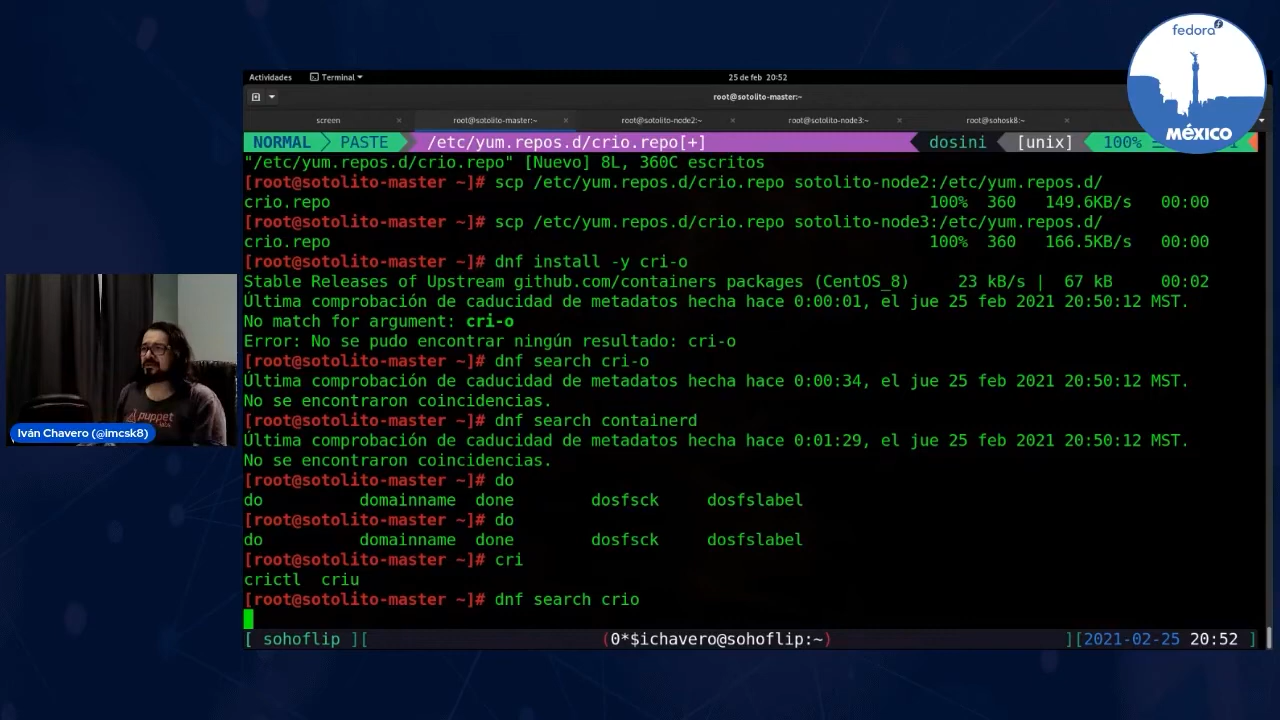 fedora
MÉXICO
Actividades Terminal 25 de feb 20:52
root@sotolito-master:~
screen × root@sotolito-master:~ × root@sotolito-node2:~ × root@sotolito-node3:~ × root@sohosk8:~ ×
NORMAL PASTE /etc/yum.repos.d/crio.repo[+] dosini [unix] 100%
"/etc/yum.repos.d/crio.repo" [Nuevo] 8L, 360C escritos
[root@sotolito-master ~]# scp /etc/yum.repos.d/crio.repo sotolito-node2:/etc/yum.repos.d/
crio.repo 100% 360 149.6KB/s 00:00
[root@sotolito-master ~]# scp /etc/yum.repos.d/crio.repo sotolito-node3:/etc/yum.repos.d/
crio.repo 100% 360 166.5KB/s 00:00
[root@sotolito-master ~]# dnf install -y cri-o
Stable Releases of Upstream github.com/containers packages (CentOS_8) 23 kB/s | 67 kB 00:02
Última comprobación de caducidad de metadatos hecha hace 0:00:01, el jue 25 feb 2021 20:50:12 MST.
No match for argument: cri-o
Error: No se pudo encontrar ningún resultado: cri-o
[root@sotolito-master ~]# dnf search cri-o
Última comprobación de caducidad de metadatos hecha hace 0:00:34, el jue 25 feb 2021 20:50:12 MST.
No se encontraron coincidencias.
[root@sotolito-master ~]# dnf search containerd
Última comprobación de caducidad de metadatos hecha hace 0:01:29, el jue 25 feb 2021 20:50:12 MST.
No se encontraron coincidencias.
[root@sotolito-master ~]# do
do domainname done dosfsck dosfslabel
[root@sotolito-master ~]# do
do domainname done dosfsck dosfslabel
[root@sotolito-master ~]# cri
crictl criu
[root@sotolito-master ~]# dnf search crio
[ sohoflip ][ (0*$ichavero@sohoflip:~) ][2021-02-25 20:52 ]
puppet
labs
Iván Chavero (@imcsk8)